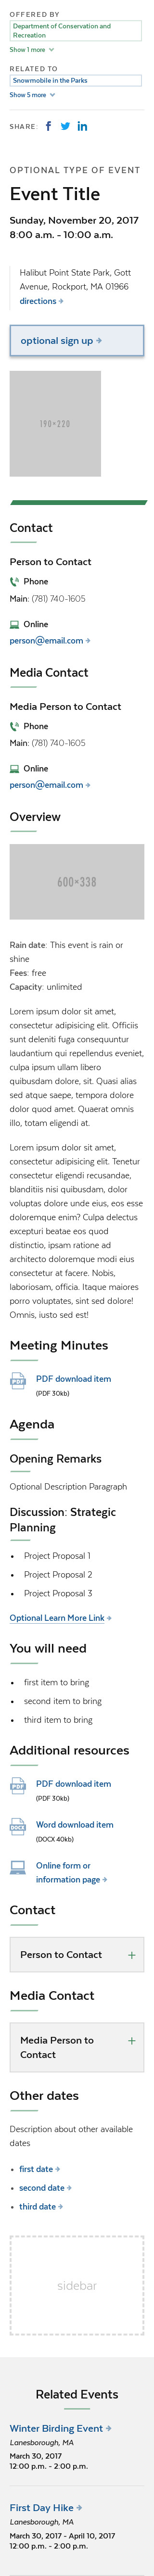 OFFERED BY
Department of Conservation and
Recreation
Show 1 more
RELATED TO
Snowmobile in the Parks
Show 5 more
SHARE:
OPTIONAL TYPE OF EVENT
Event Title
Sunday, November 20, 2017
8:00 a.m. - 10:00 a.m.
Halibut Point State Park, Gott
Avenue, Rockport, MA 01966
directions
optional sign up
190×220
Contact
Person to Contact
Phone
Main: (781) 740-1605
Online
person@email.com
Media Contact
Media Person to Contact
Phone
Main: (781) 740-1605
Online
person@email.com
Overview
600×338
Rain date: This event is rain or
shine
Fees: free
Capacity: unlimited
Lorem ipsum dolor sit amet,
consectetur adipisicing elit. Officiis
sunt deleniti fuga consequuntur
laudantium qui repellendus eveniet,
culpa ipsum ullam libero
quibusdam dolore, sit. Quasi alias
sed atque saepe, tempora dolore
dolor quod amet. Quaerat omnis
illo, totam eligendi at.
Lorem ipsum dolor sit amet,
consectetur adipisicing elit. Tenetur
consectetur eligendi recusandae,
blanditiis nisi quibusdam, dolor
voluptas dolore unde eius, eos esse
doloremque enim? Culpa delectus
excepturi beatae eos quod
distinctio, ipsam ratione ad
architecto doloremque modi eius
consectetur at facere. Nobis,
laboriosam, officia. Itaque maiores
porro voluptates, sint sed dolore!
Omnis, iusto sed est!
Meeting Minutes
PDF download item
(PDF 30kb)
Agenda
Opening Remarks
Optional Description Paragraph
Discussion: Strategic
Planning
• Project Proposal 1
• Project Proposal 2
• Project Proposal 3
Optional Learn More Link
You will need
• first item to bring
• second item to bring
• third item to bring
Additional resources
PDF download item
(PDF 30kb)
Word download item
(DOCX 40kb)
Online form or
information page
Contact
Person to Contact
Media Contact
Media Person to
Contact
Other dates
Description about other available
dates
• first date
• second date
• third date
sidebar
Related Events
Winter Birding Event
Lanesborough, MA
March 30, 2017
12:00 p.m. - 2:00 p.m.
First Day Hike
Lanesborough, MA
March 30, 2017 - April 10, 2017
12:00 p.m. - 2:00 p.m.